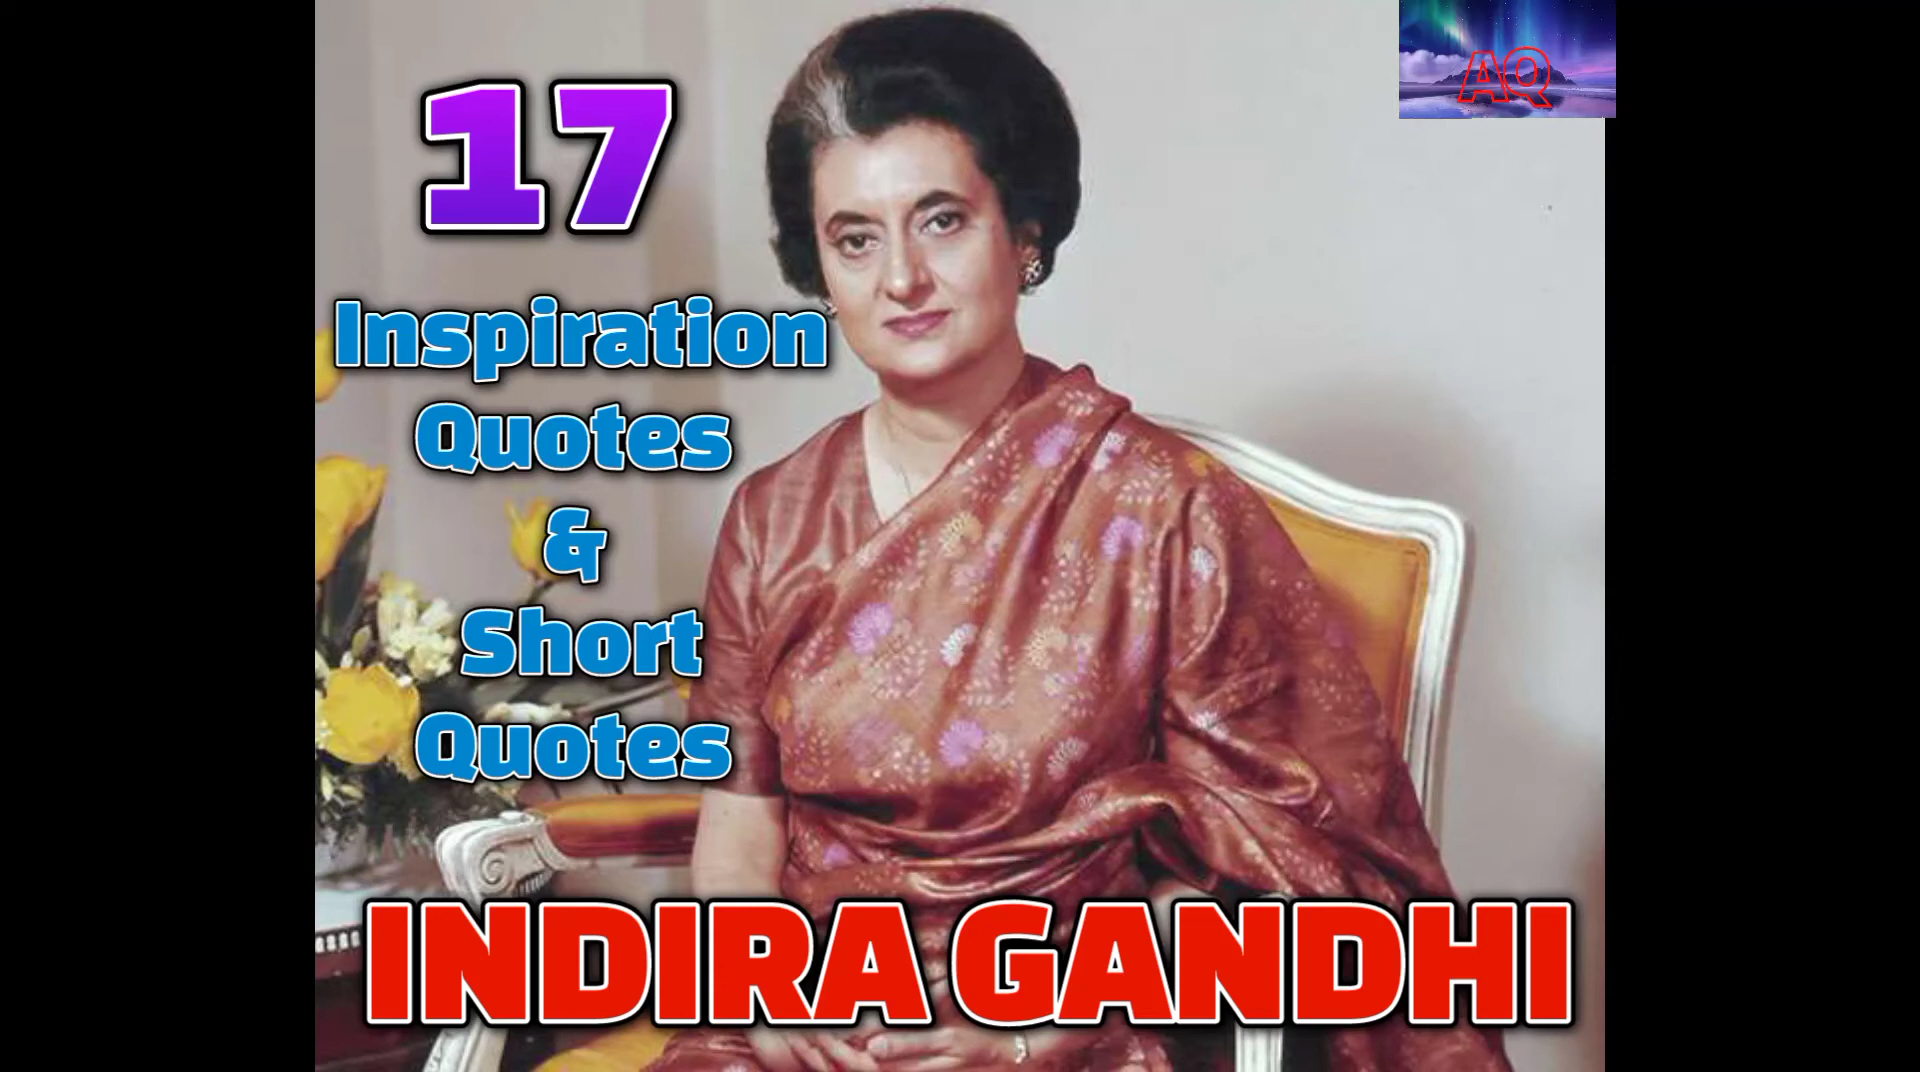 AQ
17
Inspiration
Quotes
&
Short
Quotes
INDIRA GANDHI